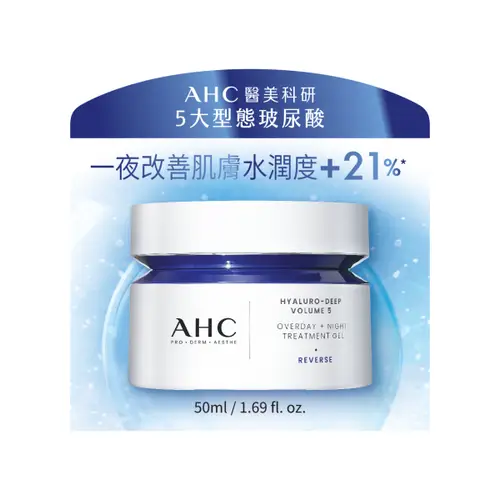 AHC 醫美科研
5大型態玻尿酸
一夜改善肌膚水潤度+21%*
AHC
PRO • DERM • AESTHE
HYALURO-DEEP
VOLUME 5
OVERDAY + NIGHT
TREATMENT GEL
•
REVERSE
50ml / 1.69 fl. oz.